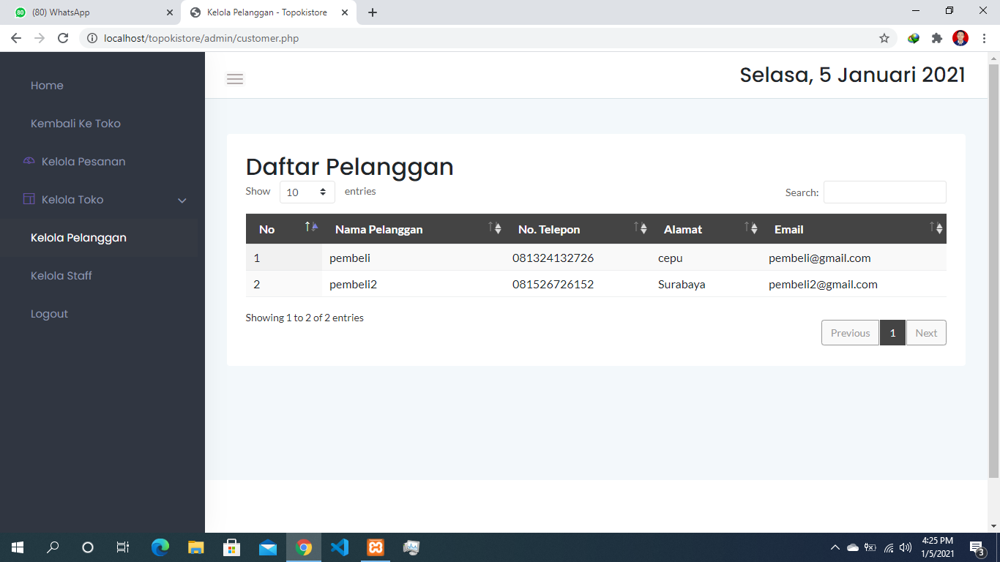 80 (80) WhatsApp
Kelola Pelanggan - Topokistore
localhost/topokistore/admin/customer.php
Selasa, 5 Januari 2021
Home
Kembali Ke Toko
Kelola Pesanan
Kelola Toko
Kelola Pelanggan
Kelola Staff
Logout
Daftar Pelanggan
Show 10 entries Search:
No Nama Pelanggan No. Telepon Alamat Email
1 pembeli 081324132726 cepu pembeli@gmail.com
2 pembeli2 081526726152 Surabaya pembeli2@gmail.com
Showing 1 to 2 of 2 entries
Previous 1 Next
4:25 PM
1/5/2021
3